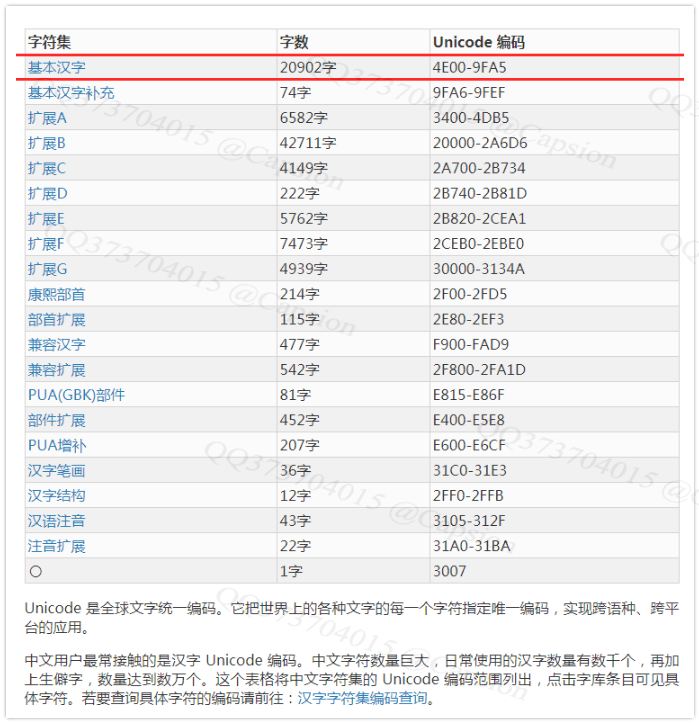 字符集 字数 Unicode 编码
基本汉字 20902字 4E00-9FA5
基本汉字补充 74字 9FA6-9FEF
扩展A 6582字 3400-4DB5
扩展B 42711字 20000-2A6D6
扩展C 4149字 2A700-2B734
扩展D 222字 2B740-2B81D
扩展E 5762字 2B820-2CEA1
扩展F 7473字 2CEB0-2EBE0
扩展G 4939字 30000-3134A
康熙部首 214字 2F00-2FD5
部首扩展 115字 2E80-2EF3
兼容汉字 477字 F900-FAD9
兼容扩展 542字 2F800-2FA1D
PUA(GBK)部件 81字 E815-E86F
部件扩展 452字 E400-E5E8
PUA增补 207字 E600-E6CF
汉字笔画 36字 31C0-31E3
汉字结构 12字 2FF0-2FFB
汉语注音 43字 3105-312F
注音扩展 22字 31A0-31BA
〇 1字 3007
Unicode 是全球文字统一编码。它把世界上的各种文字的每一个字符指定唯一编码，实现跨语种、跨平
台的应用。
中文用户最常接触的是汉字 Unicode 编码。中文字符数量巨大，日常使用的汉字数量有数千个，再加
上生僻字，数量达到数万个。这个表格将中文字符集的 Unicode 编码范围列出，点击字库条目可见具
体字符。若要查询具体字符的编码请前往：汉字字符集编码查询。
QQ373704015 @Capsion
QQ373704015 @Capsion
QQ373704015 @Capsion
QQ373704015 @Capsion